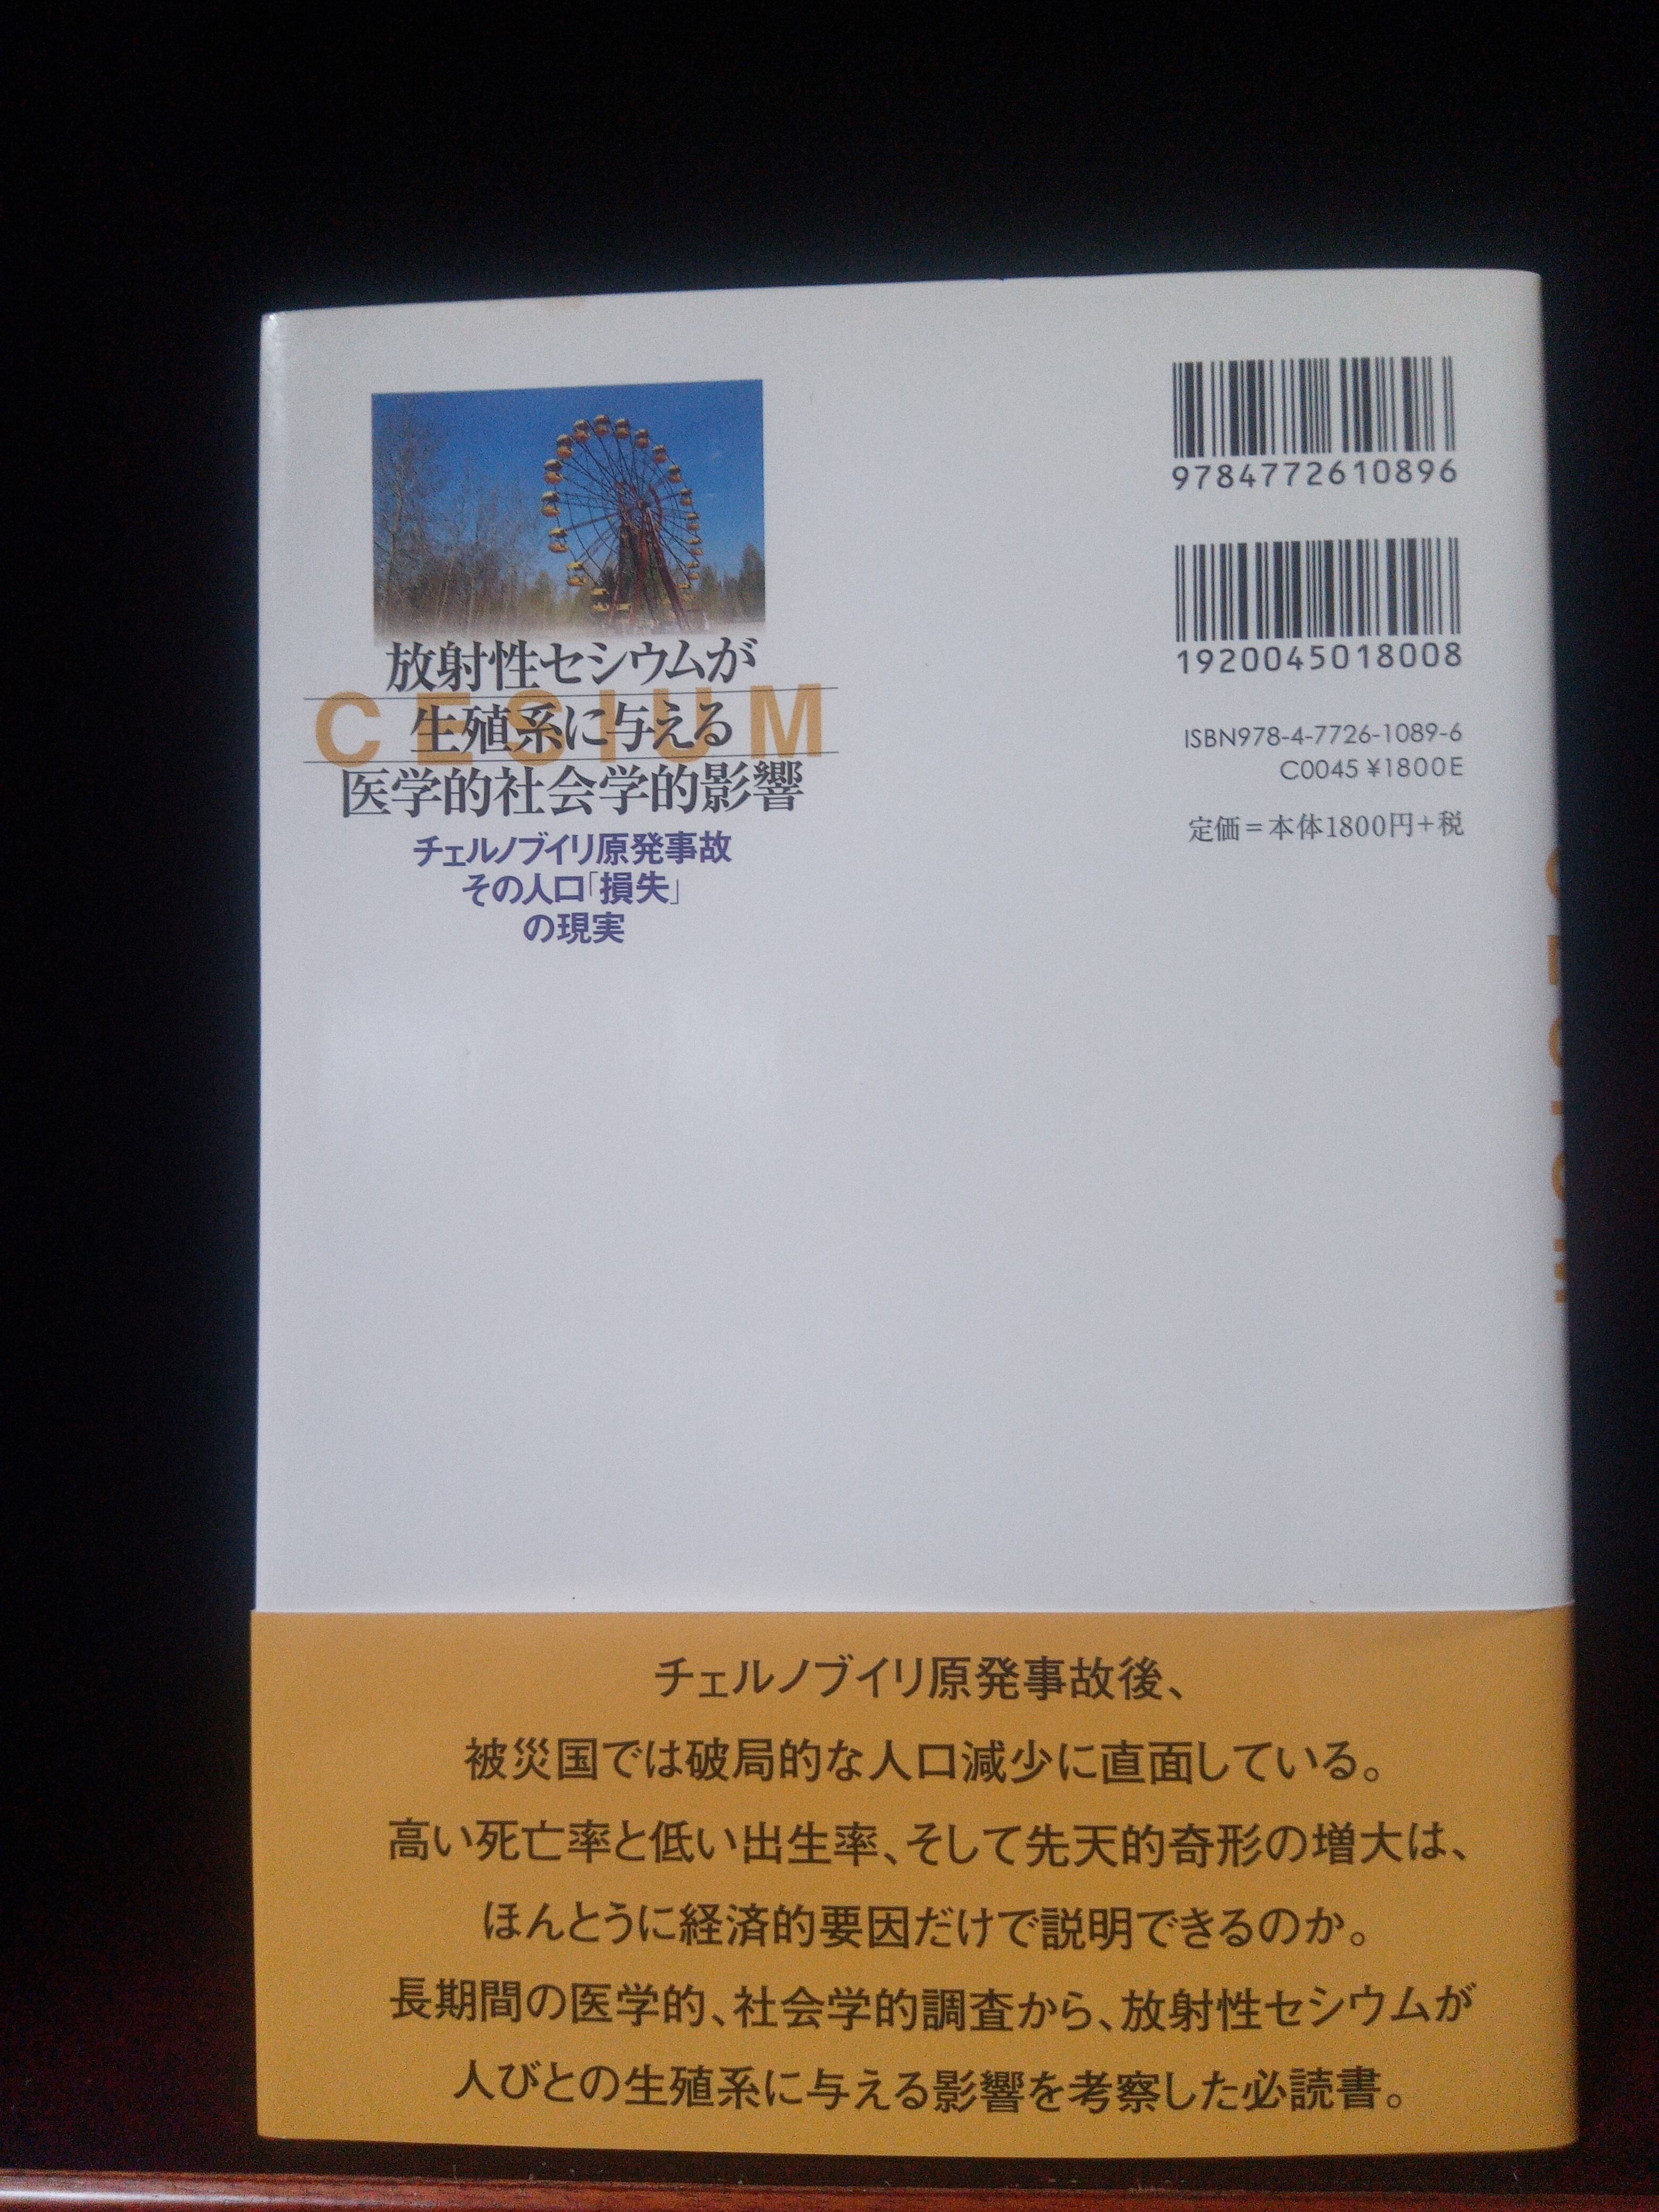 放射性セシウムが
CESIUM
生殖系に与える
医学的社会学的影響
チェルノブイリ原発事故
その人口「損失」
の現実
9784772610896
1920045018008
ISBN978-4-7726-1089-6
C0045 ¥1800E
定価=本体1800円+税
チェルノブイリ原発事故後、
被災国では破局的な人口減少に直面している。
高い死亡率と低い出生率、そして先天的奇形の増大は、
ほんとうに経済的要因だけで説明できるのか。
長期間の医学的、社会学的調査から、放射性セシウムが
人びとの生殖系に与える影響を考察した必読書。